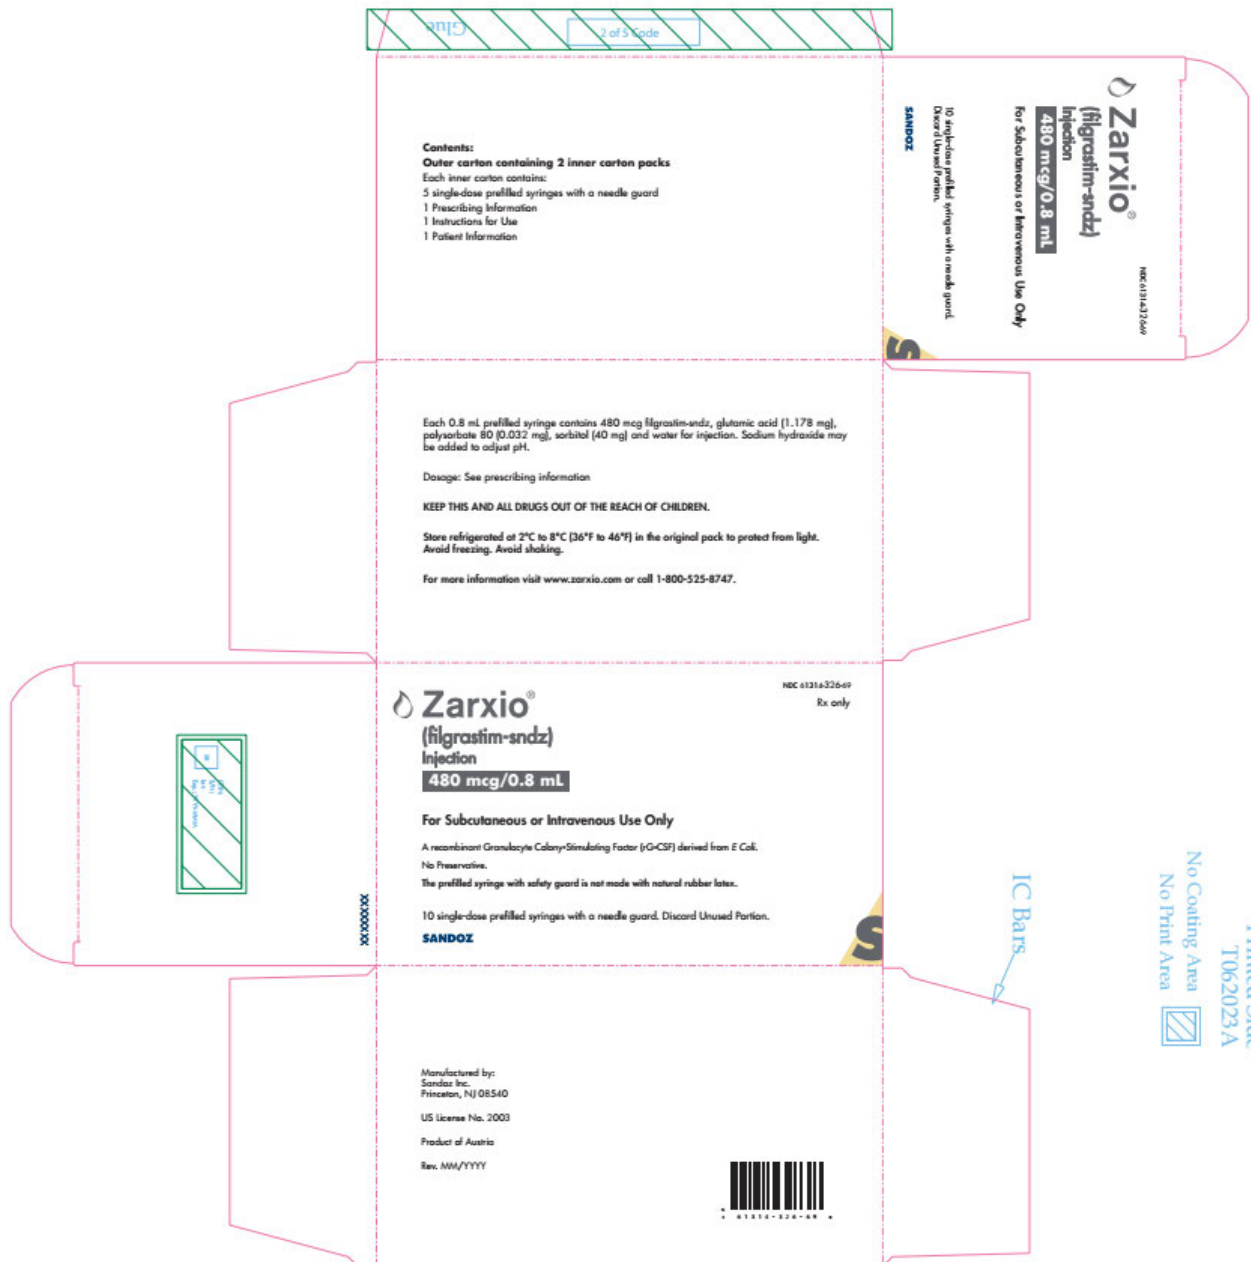 Glue
2 of 5 Code
Contents:
Outer carton containing 2 inner carton packs
Each inner carton contains:
5 single-dose prefilled syringes with a needle guard
1 Prescribing Information
1 Instructions for Use
1 Patient Information
NDC 61314-326-69
Zarxio®
(filgrastim-sndz)
Injection
480 mcg/0.8 mL
For Subcutaneous or Intravenous Use Only
10 single-dose prefilled syringes with a needle guard.
Discard Unused Portion.
SANDOZ
S
Each 0.8 mL prefilled syringe contains 480 mcg filgrastim-sndz, glutamic acid (1.178 mg),
polysorbate 80 (0.032 mg), sorbitol (40 mg) and water for injection. Sodium hydroxide may
be added to adjust pH.
Dosage: See prescribing information
KEEP THIS AND ALL DRUGS OUT OF THE REACH OF CHILDREN.
Store refrigerated at 2°C to 8°C (36°F to 46°F) in the original pack to protect from light.
Avoid freezing. Avoid shaking.
For more information visit www.zarxio.com or call 1-800-525-8747.
NDC 61314-326-69
Rx only
Zarxio®
(filgrastim-sndz)
Injection
480 mcg/0.8 mL
For Subcutaneous or Intravenous Use Only
A recombinant Granulocyte Colony-Stimulating Factor (rG-CSF) derived from E Coli.
No Preservative.
The prefilled syringe with safety guard is not made with natural rubber latex.
10 single-dose prefilled syringes with a needle guard. Discard Unused Portion.
SANDOZ
S
XXXXXXXX
IC Bars
T062023 A
No Coating Area
No Print Area
Manufactured by:
Sandoz Inc.
Princeton, NJ 08540
US License No. 2003
Product of Austria
Rev. MM/YYYY
61314-326-69